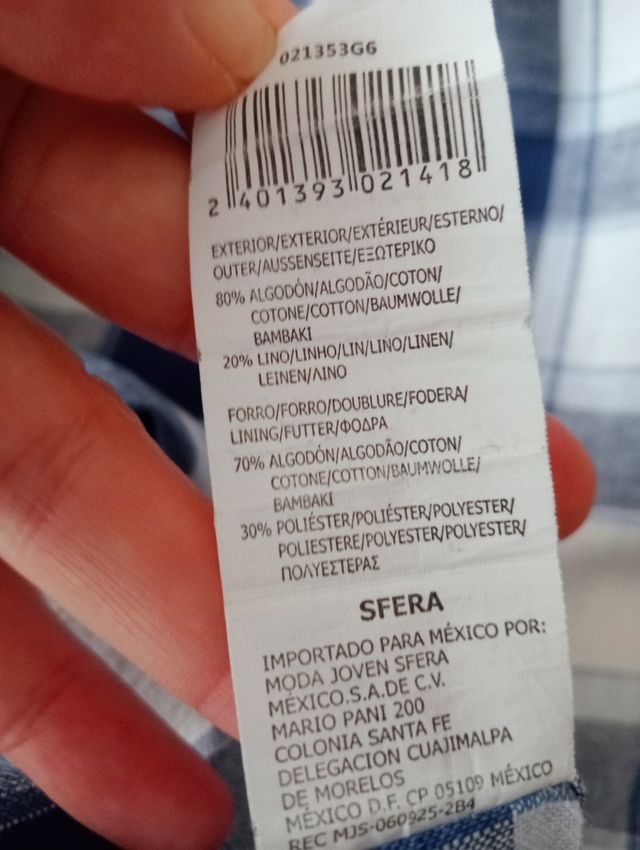 021353G6
2 401393 021418
EXTERIOR/EXTERIOR/EXTÉRIEUR/ESTERNO/
OUTER/AUSSENSEITE/ΕΞΩΤΕΡΙΚΟ
80% ALGODÓN/ALGODÃO/COTON/
COTONE/COTTON/BAUMWOLLE/
ΒΑΜΒΑΚΙ
20% LINO/LINHO/LIN/LINO/LINEN/
LEINEN/ΛΙΝΟ
FORRO/FORRO/DOUBLURE/FODERA/
LINING/FUTTER/ΦΟΔΡΑ
70% ALGODÓN/ALGODÃO/COTON/
COTONE/COTTON/BAUMWOLLE/
ΒΑΜΒΑΚΙ
30% POLIÉSTER/POLIÉSTER/POLYESTER/
POLIESTERE/POLYESTER/POLYESTER/
ΠΟΛΥΕΣΤΕΡΑΣ
SFERA
IMPORTADO PARA MÉXICO POR:
MODA JOVEN SFERA
MÉXICO.S.A.DE C.V.
MARIO PANI 200
COLONIA SANTA FE
DELEGACION CUAJIMALPA
DE MORELOS
MÉXICO D.F. CP 05109 MÉXICO
REC MJS-060925-2B4